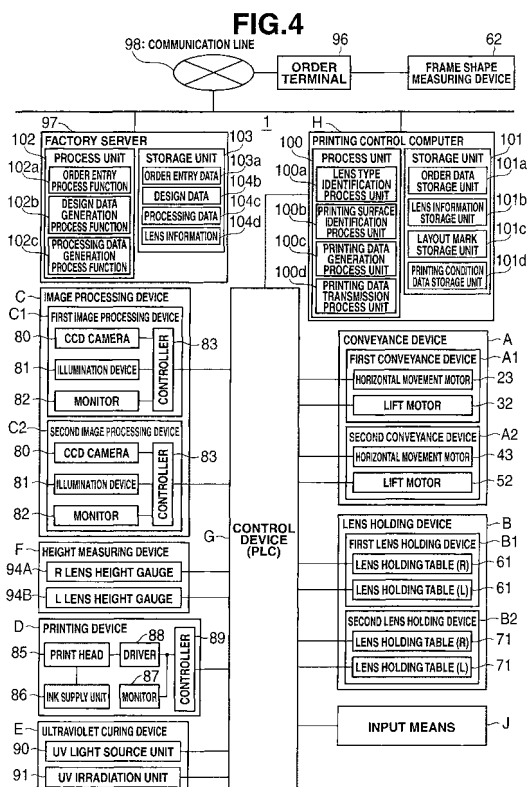 FIG.4
98: COMMUNICATION LINE
96
62
ORDER
TERMINAL
FRAME SHAPE
MEASURING DEVICE
97
1
H
FACTORY SERVER
102
103
PROCESS UNIT
STORAGE UNIT
102a
ORDER ENTRY
PROCESS FUNCTION
103a
ORDER ENTRY DATA
102b
DESIGN DATA
GENERATION
PROCESS FUNCTION
104b
DESIGN DATA
104c
PROCESSING DATA
102c
PROCESSING DATA
GENERATION
PROCESS FUNCTION
104d
LENS INFORMATION
PRINTING CONTROL COMPUTER
100
101
PROCESS UNIT
STORAGE UNIT
100a
LENS TYPE
IDENTIFICATION
PROCESS UNIT
101a
ORDER DATA
STORAGE UNIT
100b
PRINTING SURFACE
IDENTIFICATION
PROCESS UNIT
101b
LENS INFORMATION
STORAGE UNIT
100c
PRINTING DATA
GENERATION
PROCESS UNIT
101c
LAYOUT MARK
STORAGE UNIT
100d
PRINTING DATA
TRANSMISSION
PROCESS UNIT
101d
PRINTING CONDITION
DATA STORAGE UNIT
C
IMAGE PROCESSING DEVICE
C1
FIRST IMAGE PROCESSING DEVICE
80
CCD CAMERA
81
ILLUMINATION DEVICE
82
MONITOR
CONTROLLER
83
C2
SECOND IMAGE PROCESSING DEVICE
80
CCD CAMERA
81
ILLUMINATION DEVICE
82
MONITOR
CONTROLLER
83
F
HEIGHT MEASURING DEVICE
94A
R LENS HEIGHT GAUGE
94B
L LENS HEIGHT GAUGE
D
PRINTING DEVICE
88
89
85
PRINT HEAD
DRIVER
87
86
INK SUPPLY UNIT
MONITOR
CONTROLLER
E
ULTRAVIOLET CURING DEVICE
90
UV LIGHT SOURCE UNIT
91
UV IRRADIATION UNIT
G
CONTROL
DEVICE
(PLC)
CONVEYANCE DEVICE
A
FIRST CONVEYANCE DEVICE
A1
HORIZONTAL MOVEMENT MOTOR
23
LIFT MOTOR
32
SECOND CONVEYANCE DEVICE
A2
HORIZONTAL MOVEMENT MOTOR
43
LIFT MOTOR
52
LENS HOLDING DEVICE
B
FIRST LENS HOLDING DEVICE
B1
LENS HOLDING TABLE (R)
61
LENS HOLDING TABLE (L)
61
SECOND LENS HOLDING DEVICE
B2
LENS HOLDING TABLE (R)
71
LENS HOLDING TABLE (L)
71
INPUT MEANS
J